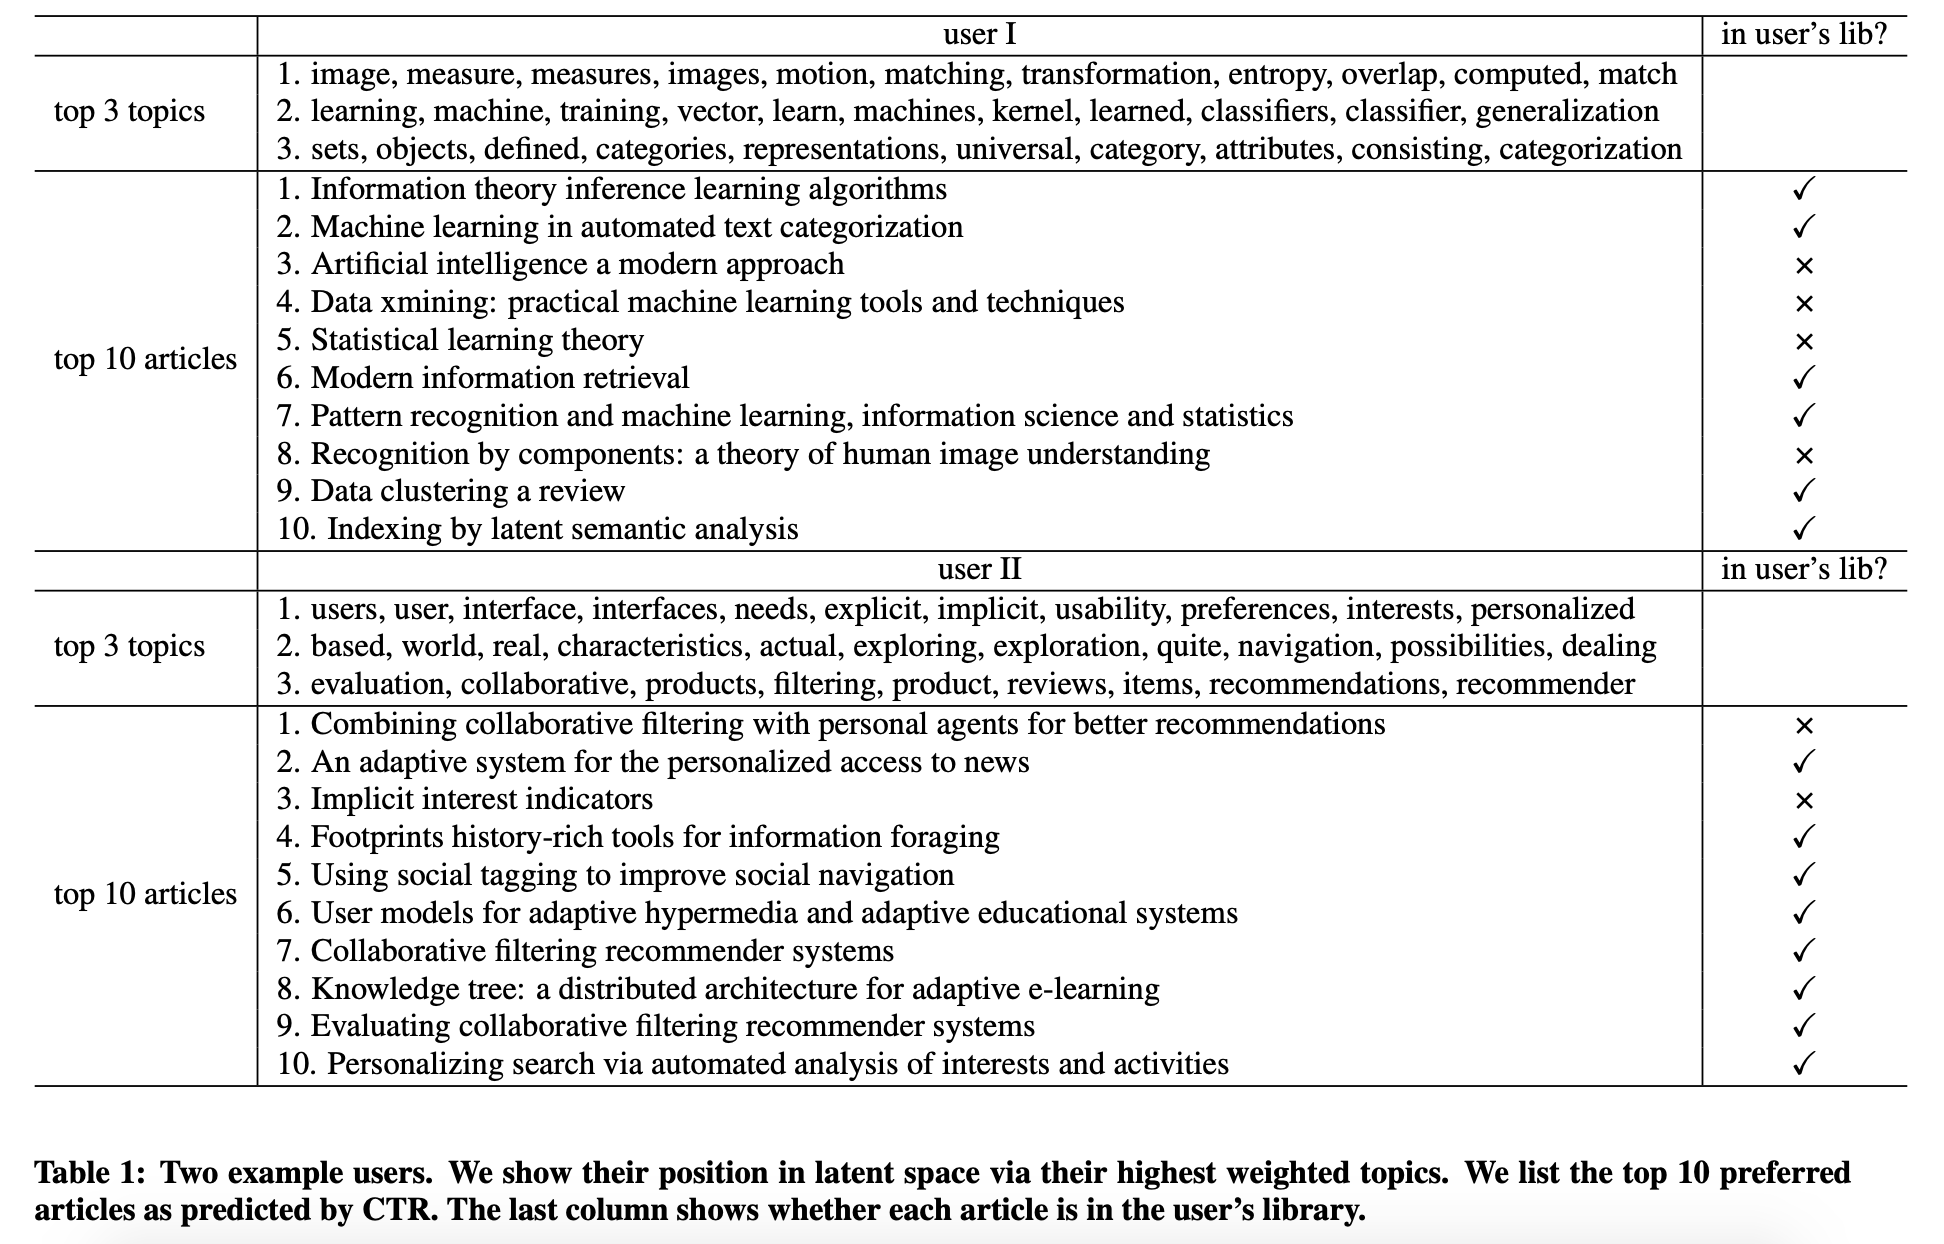 user I in user's lib?
top 3 topics
1. image, measure, measures, images, motion, matching, transformation, entropy, overlap, computed, match
2. learning, machine, training, vector, learn, machines, kernel, learned, classifiers, classifier, generalization
3. sets, objects, defined, categories, representations, universal, category, attributes, consisting, categorization
top 10 articles
1. Information theory inference learning algorithms ✓
2. Machine learning in automated text categorization ✓
3. Artificial intelligence a modern approach ×
4. Data xmining: practical machine learning tools and techniques ×
5. Statistical learning theory ×
6. Modern information retrieval ✓
7. Pattern recognition and machine learning, information science and statistics ✓
8. Recognition by components: a theory of human image understanding ×
9. Data clustering a review ✓
10. Indexing by latent semantic analysis ✓
user II in user's lib?
top 3 topics
1. users, user, interface, interfaces, needs, explicit, implicit, usability, preferences, interests, personalized
2. based, world, real, characteristics, actual, exploring, exploration, quite, navigation, possibilities, dealing
3. evaluation, collaborative, products, filtering, product, reviews, items, recommendations, recommender
top 10 articles
1. Combining collaborative filtering with personal agents for better recommendations ×
2. An adaptive system for the personalized access to news ✓
3. Implicit interest indicators ×
4. Footprints history-rich tools for information foraging ✓
5. Using social tagging to improve social navigation ✓
6. User models for adaptive hypermedia and adaptive educational systems ✓
7. Collaborative filtering recommender systems ✓
8. Knowledge tree: a distributed architecture for adaptive e-learning ✓
9. Evaluating collaborative filtering recommender systems ✓
10. Personalizing search via automated analysis of interests and activities ✓
Table 1: Two example users. We show their position in latent space via their highest weighted topics. We list the top 10 preferred
articles as predicted by CTR. The last column shows whether each article is in the user's library.